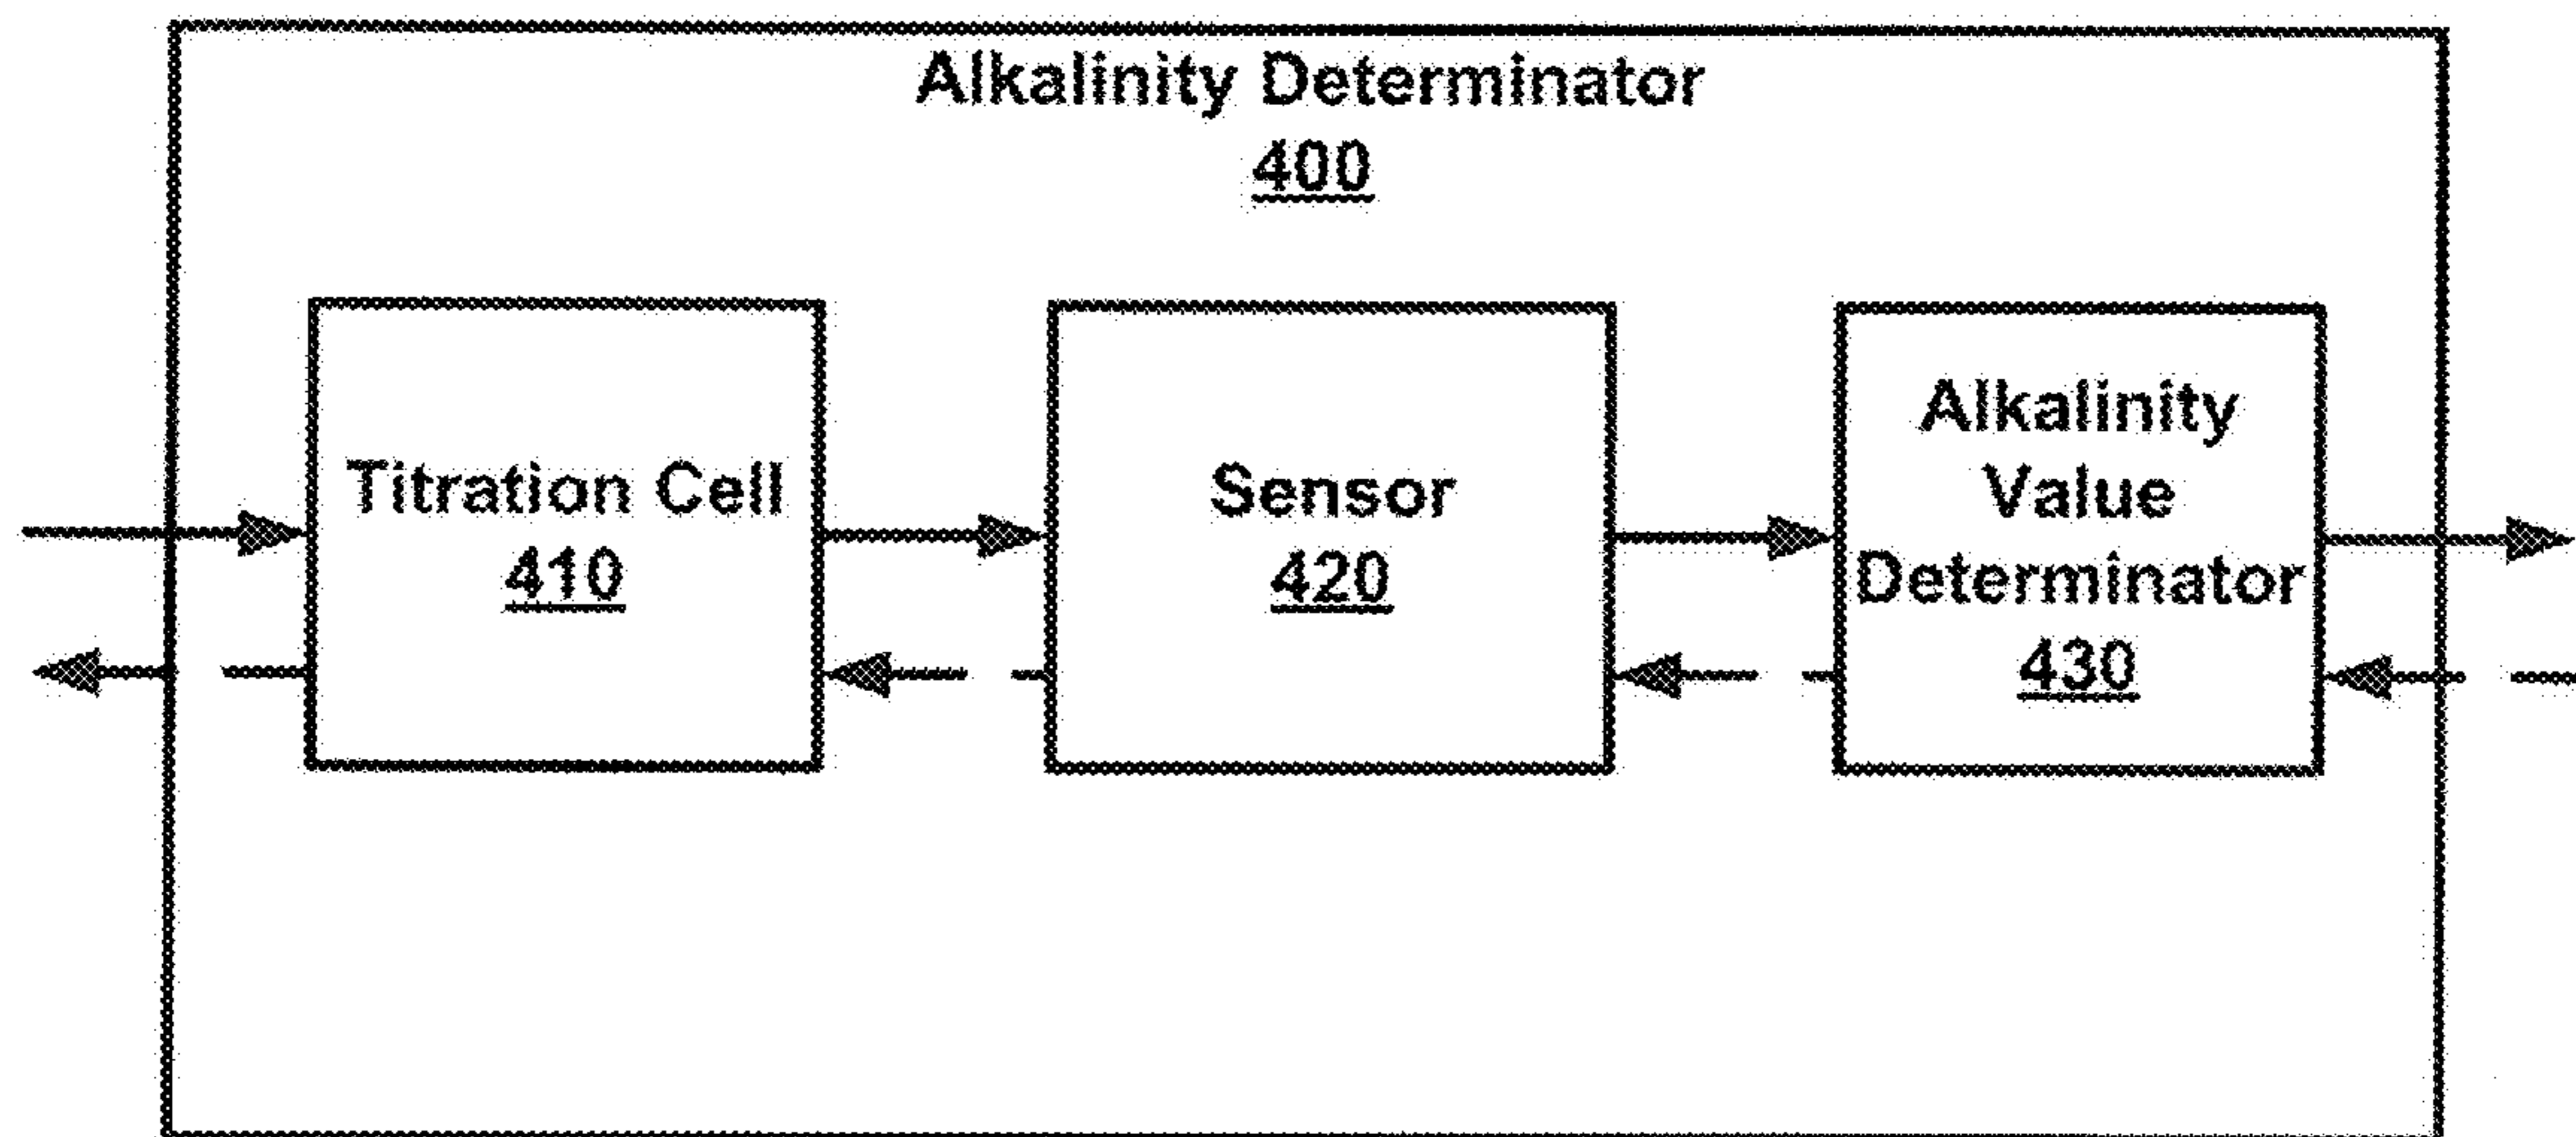 Alkalinity Determinator
400
Titration Cell
410
Sensor
420
Alkalinity
Value
Determinator
430